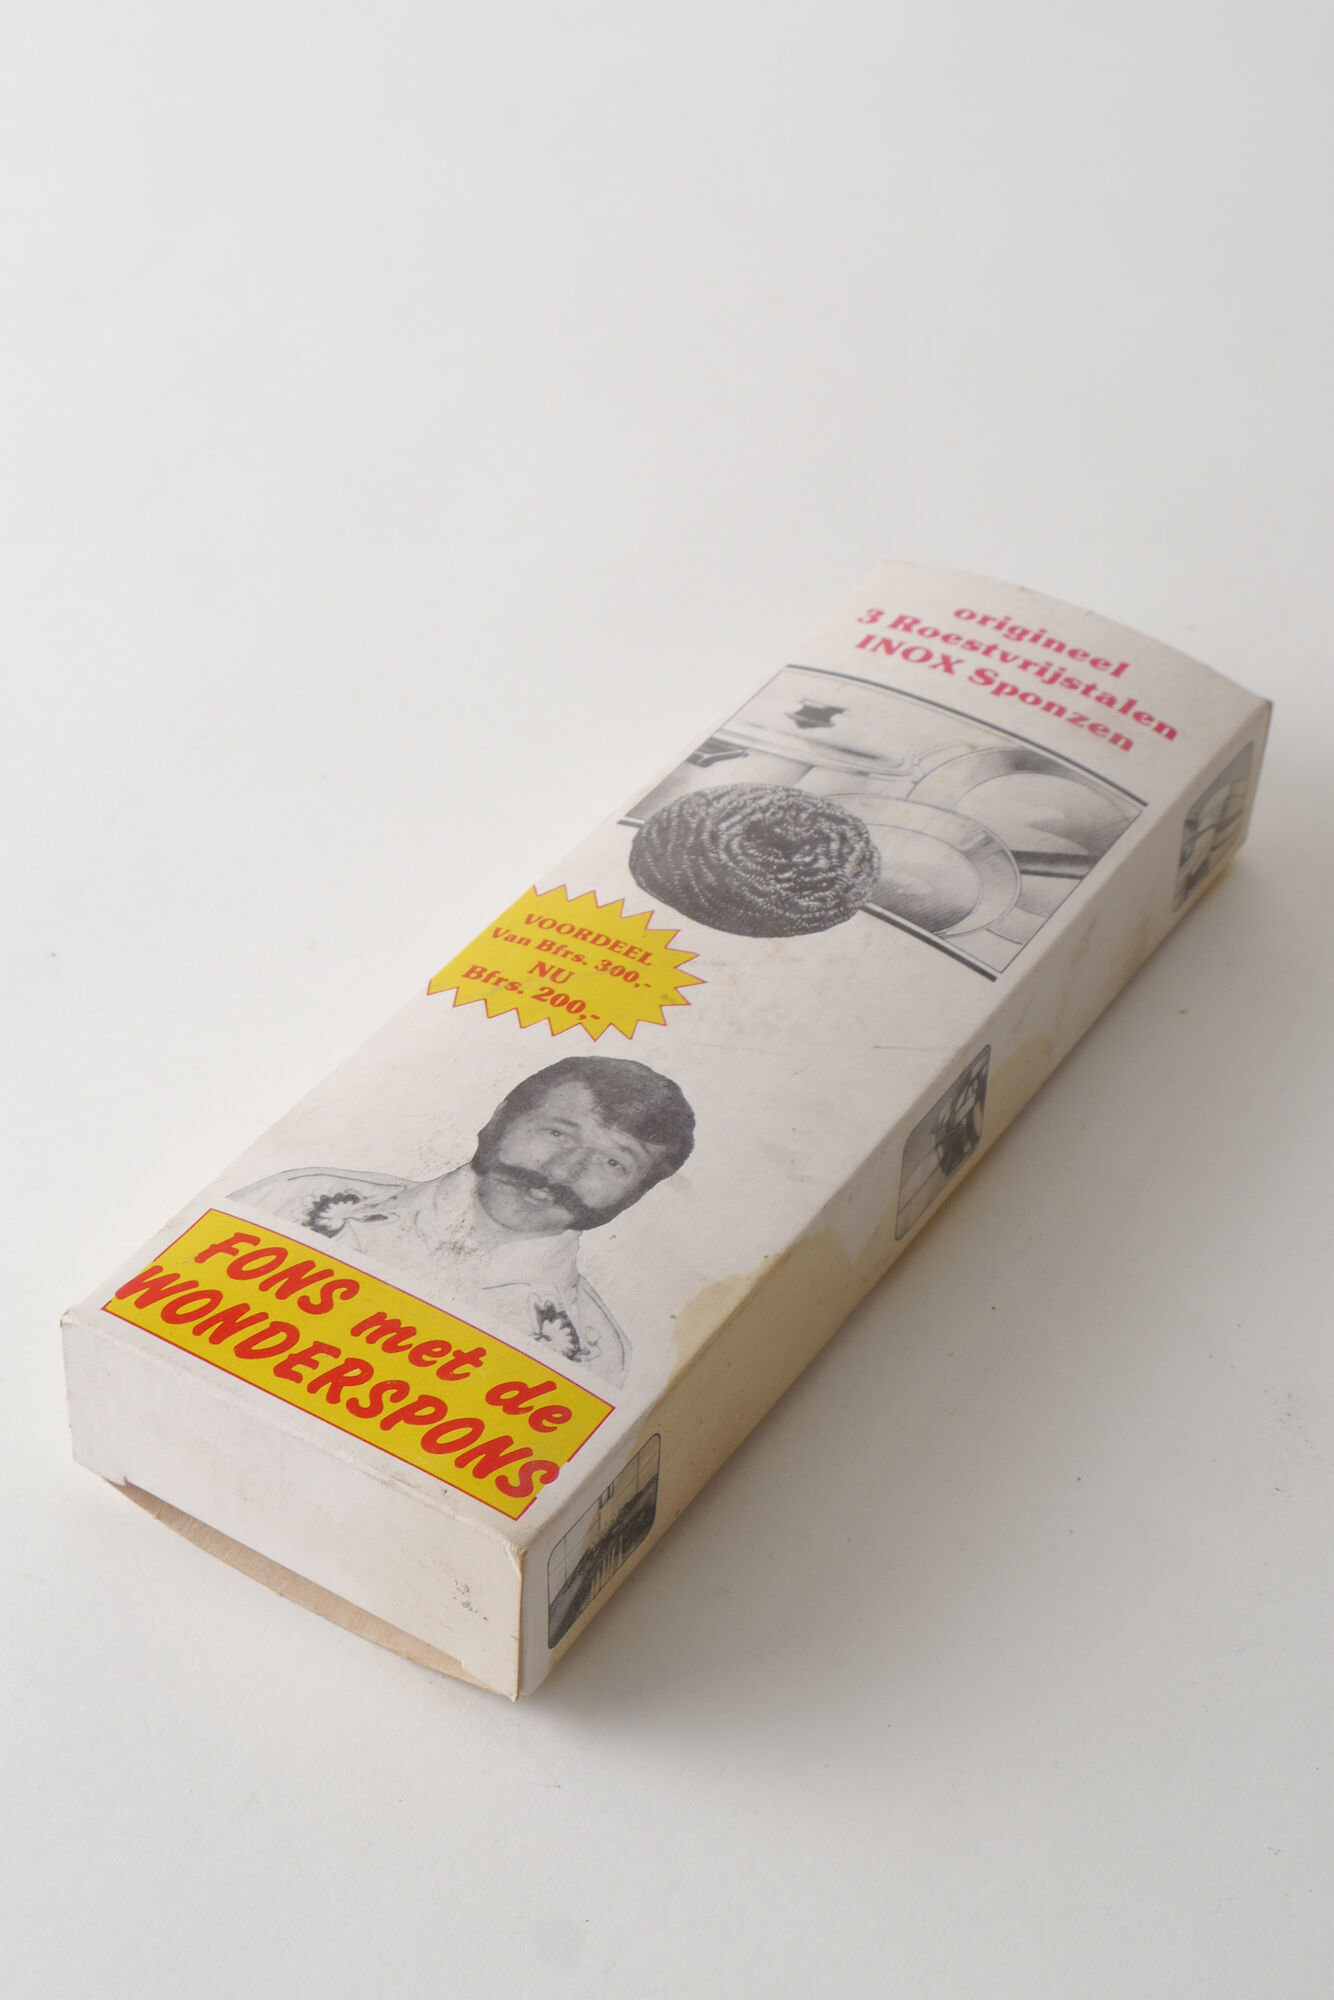 origineel
3 Roestvrijstalen
INOX Sponzen
VOORDEEL
Van Bfrs. 300,-
NU
Bfrs. 200,-
FONS met de
WONDERSPONS